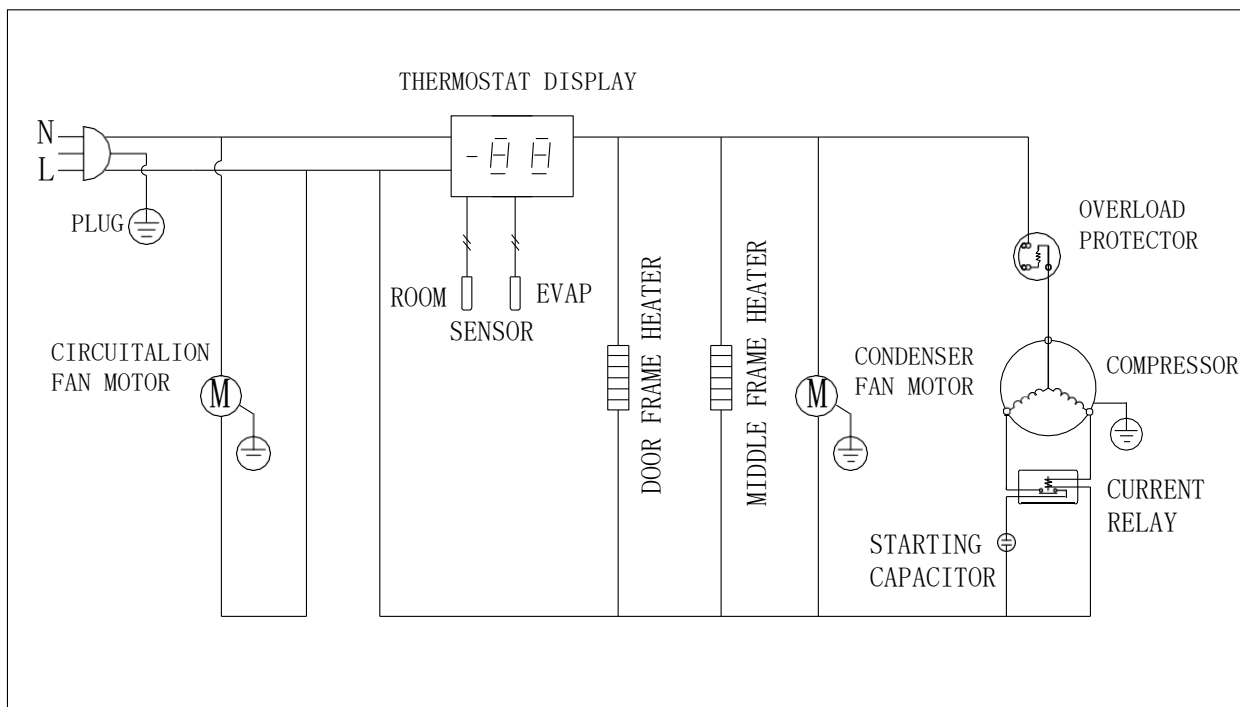 THERMOSTAT DISPLAY
N
L
-88
PLUG
OVERLOAD
PROTECTOR
ROOM
EVAP
SENSOR
DOOR FRAME HEATER
MIDDLE FRAME HEATER
CIRCUITALION
FAN MOTOR
M
CONDENSER
FAN MOTOR
M
COMPRESSOR
CURRENT
RELAY
STARTING
CAPACITOR